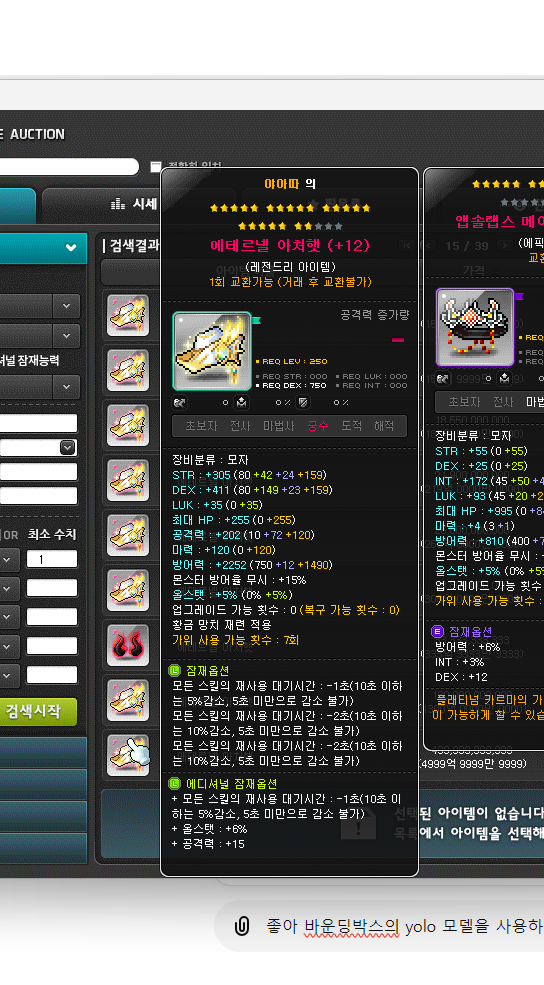 E AUCTION
정확히 일치
시세
검색결과
15 / 39
가격
셔널 잠재능력
OR 최소 수치
1
검색시작
야아따 의
에테르넬 아처햇 (+12)
(레전드리 아이템)
1회 교환가능 (거래 후 교환불가)
공격력 증가량
REQ LEV : 250
REQ STR : 000 REQ LUK : 000
REQ DEX : 750 REQ INT : 000
0 0 % 0 %
초보자 전사 마법사 궁수 도적 해적
장비분류 : 모자
STR : +305 (80 +42 +24 +159)
DEX : +411 (80 +149 +23 +159)
LUK : +35 (0 +35)
최대 HP : +255 (0 +255)
공격력 : +202 (10 +72 +120)
마력 : +120 (0 +120)
방어력 : +2252 (750 +12 +1490)
몬스터 방어율 무시 : +15%
올스탯 : +5% (0% +5%)
업그레이드 가능 횟수 : 0 (복구 가능 횟수 : 0)
황금 망치 재련 적용
가위 사용 가능 횟수 : 7회
잠재옵션
모든 스킬의 재사용 대기시간 : -1초(10초 이하
는 5%감소, 5초 미만으로 감소 불가)
모든 스킬의 재사용 대기시간 : -2초(10초 이하
는 10%감소, 5초 미만으로 감소 불가)
모든 스킬의 재사용 대기시간 : -2초(10초 이하
는 10%감소, 5초 미만으로 감소 불가)
에디셔널 잠재옵션
+ 모든 스킬의 재사용 대기시간 : -1초(10초 이
하는 5%감소, 5초 미만으로 감소 불가)
+ 올스탯 : +6%
+ 공격력 : +15
앱솔랩스 메이
(에픽
교환
REQ
REQ
REQ
0 0
초보자 전사 마
장비분류 : 모자
STR : +55 (0 +55)
DEX : +25 (0 +25)
INT : +172 (45 +50 +4
LUK : +93 (45 +20 +2
최대 HP : +995 (0 +8
마력 : +4 (3 +1)
방어력 : +810 (400 +7
몬스터 방어율 무시 : +
올스탯 : +5% (0% +5%
업그레이드 가능 횟수 :
가위 사용 가능 횟수 :
잠재옵션
방어력 : +6%
INT : +3%
DEX : +12
플래티넘 카르마의 가
이 가능하게 할 수 있습
(4999억 9999만 9999)
선택된 아이템이 없습니다
목록에서 아이템을 선택해
좋아 바운딩박스의 yolo 모델을 사용하